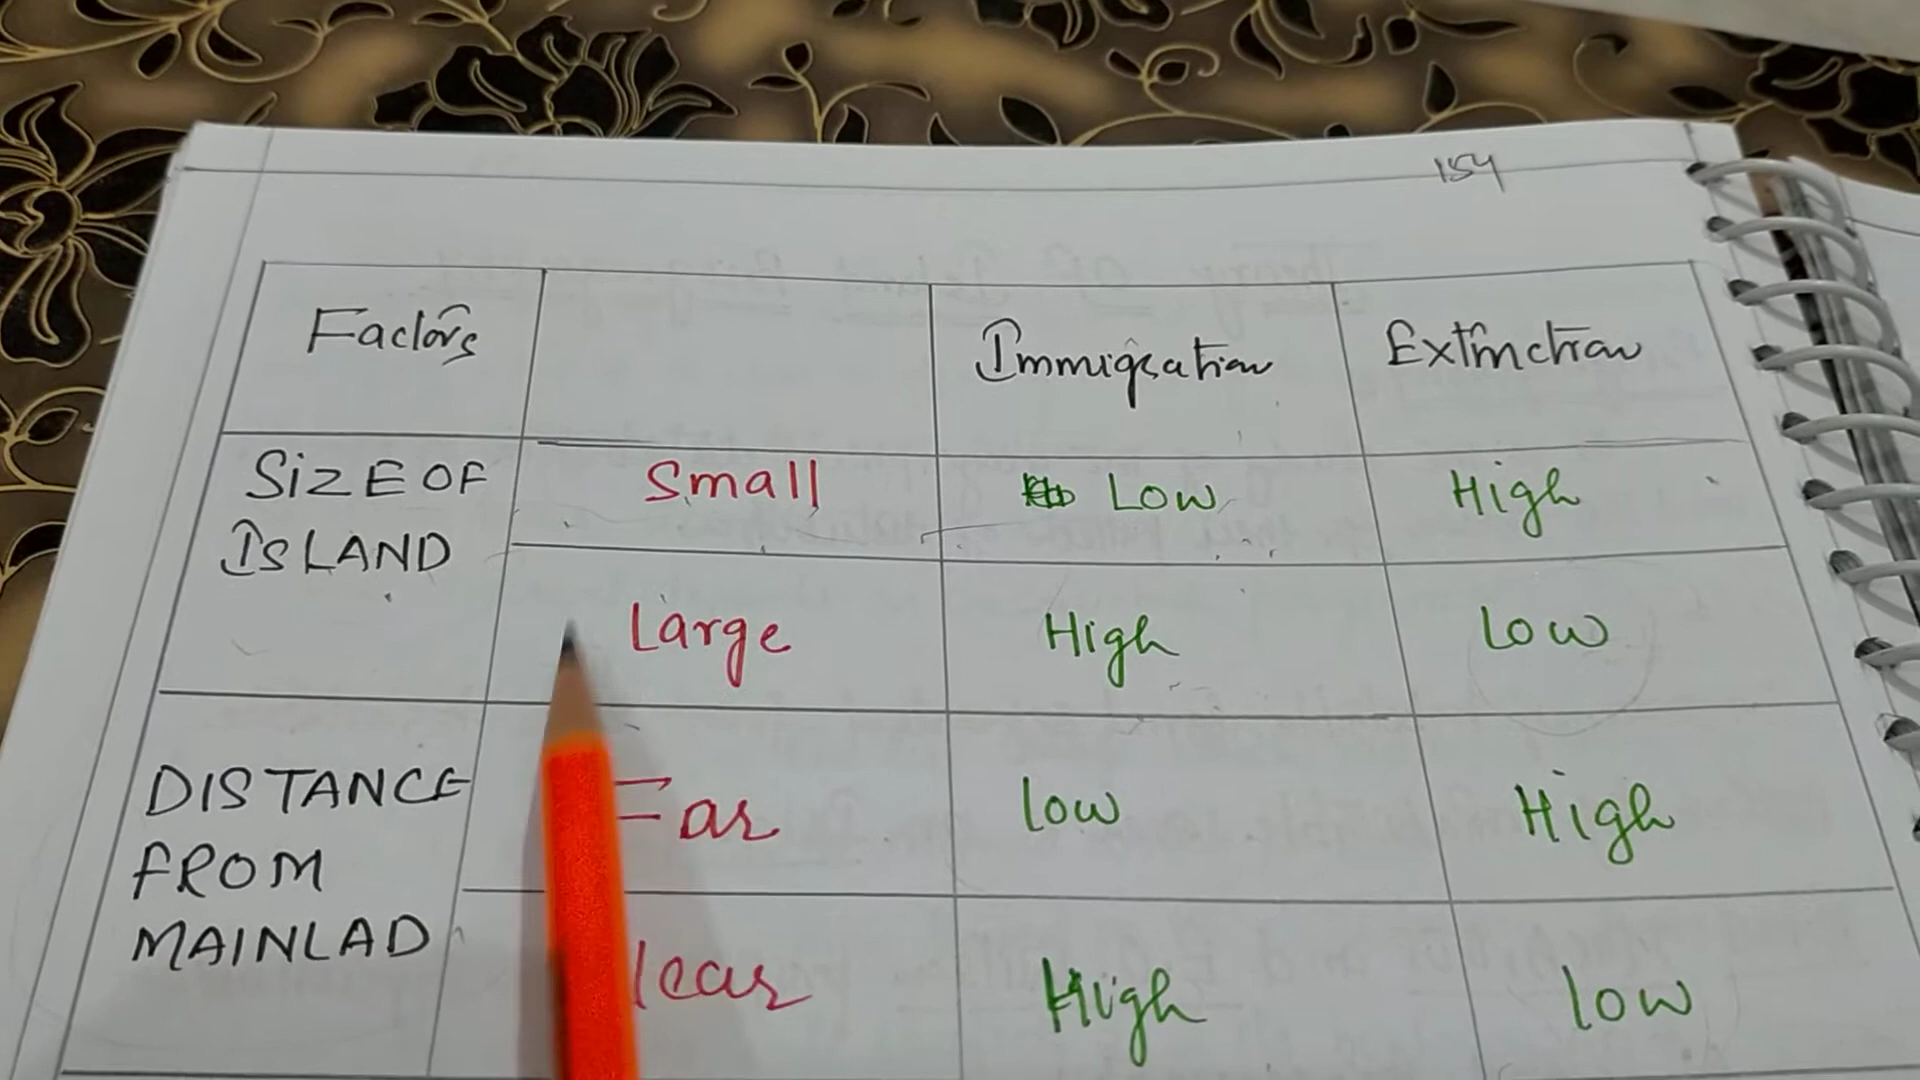 154
Factors
Immigration
Extinction
SIZE OF
ISLAND
Small
Low
High
Large
High
Low
DISTANCE
FROM
MAINLAD
Far
low
High
High
low